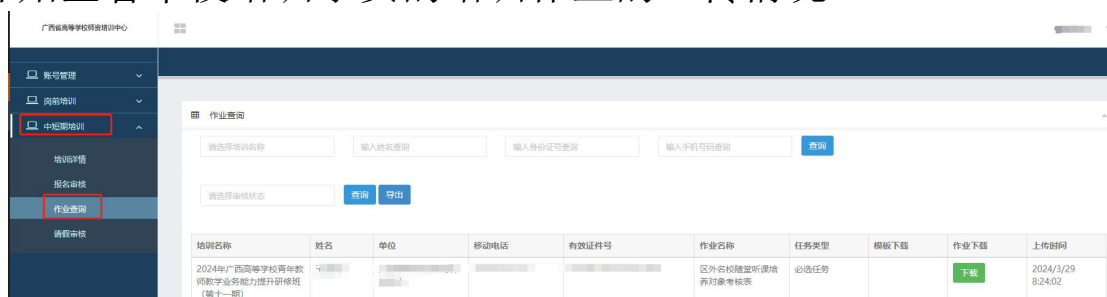 广西省高等学校师资培训中心
账号管理
岗前培训
中短期培训
培训详情
报名审核
作业查询
请假审核
作业查询
请选择培训名称 输入姓名查询 输入身份证号查询 输入手机号码查询 查询
请选择审核状态 查询 导出
培训名称 姓名 单位 移动电话 有效证件号 作业名称 任务类型 模板下载 作业下载 上传时间
2024年广西高等学校青年教 区外名校随堂听课培 必选任务 下载 2024/3/29
师教学业务能力提升研修班 养对象考核表 8:24:02
（第十一期）